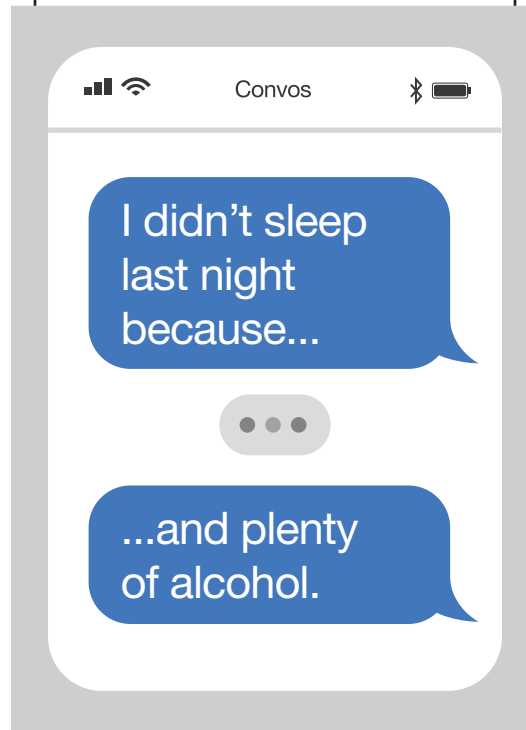 Convos
I didn’t sleep
last night
because...
...and plenty
of alcohol.